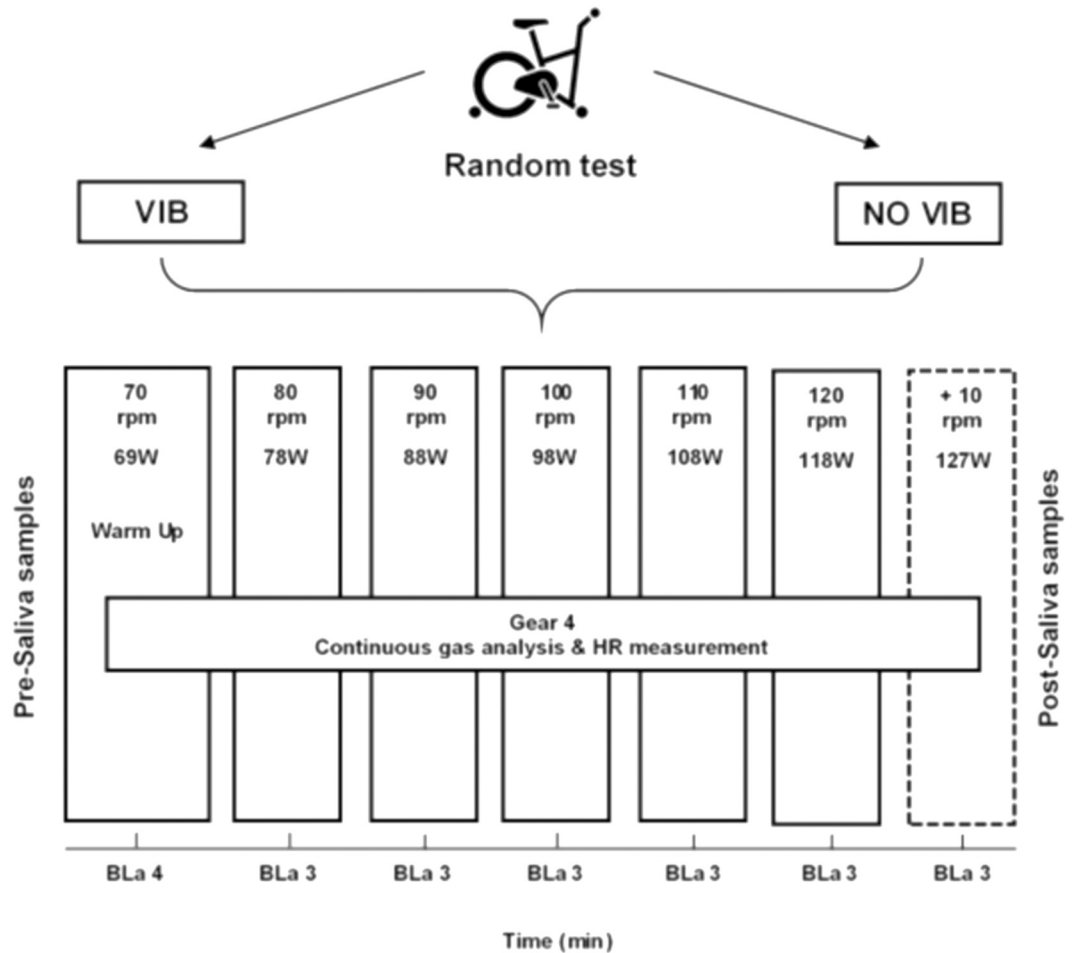 Random test
VIB
NO VIB
70
rpm
69W
Warm Up
80
rpm
78W
90
rpm
88W
100
rpm
98W
110
rpm
108W
120
rpm
118W
+ 10
rpm
127W
Pre-Saliva samples
Post-Saliva samples
Gear 4
Continuous gas analysis & HR measurement
BLa 4
BLa 3
BLa 3
BLa 3
BLa 3
BLa 3
BLa 3
Time (min)